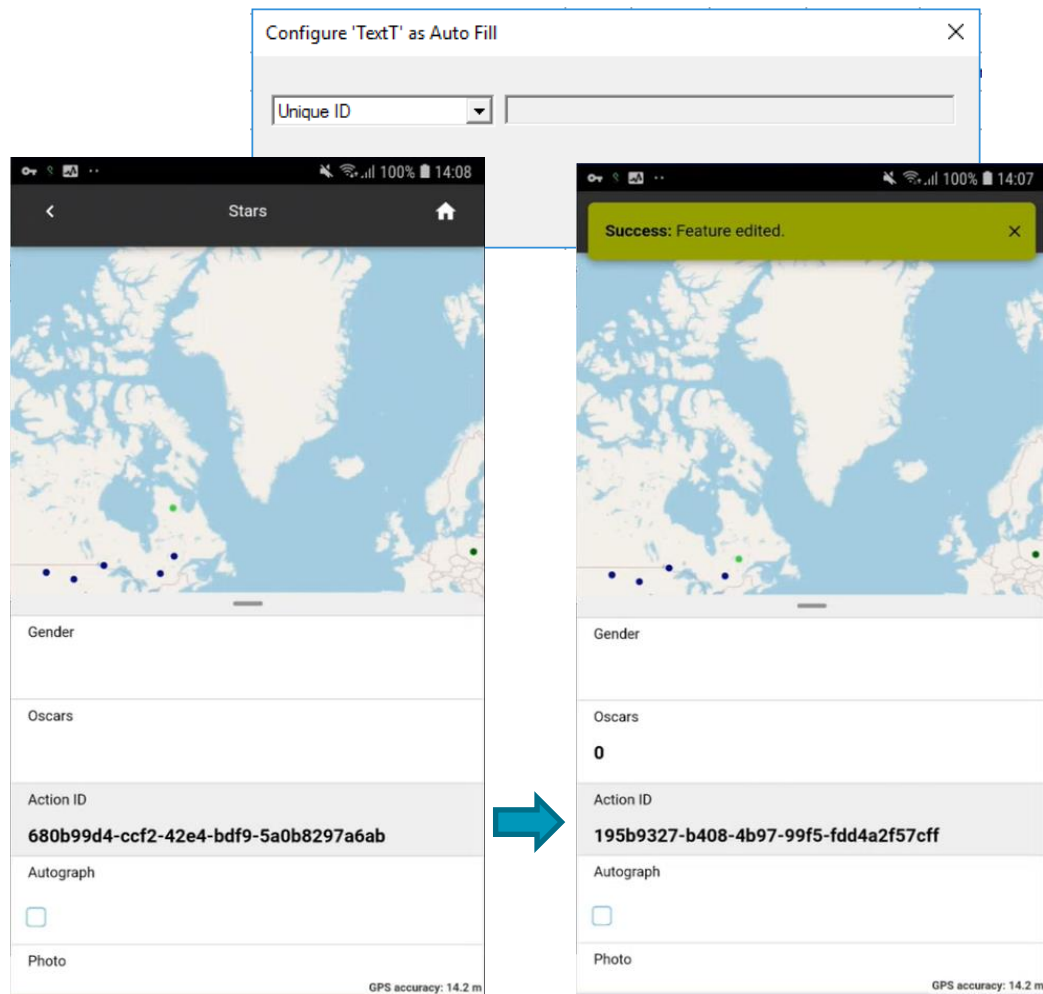 Configure 'TextT' as Auto Fill
Unique ID
100% 14:08
Stars
Gender
Oscars
Action ID
680b99d4-ccf2-42e4-bdf9-5a0b8297a6ab
Autograph
Photo
GPS accuracy: 14.2 m
100% 14:07
Success: Feature edited.
Gender
Oscars
0
Action ID
195b9327-b408-4b97-99f5-fdd4a2f57cff
Autograph
Photo
GPS accuracy: 14.2 m